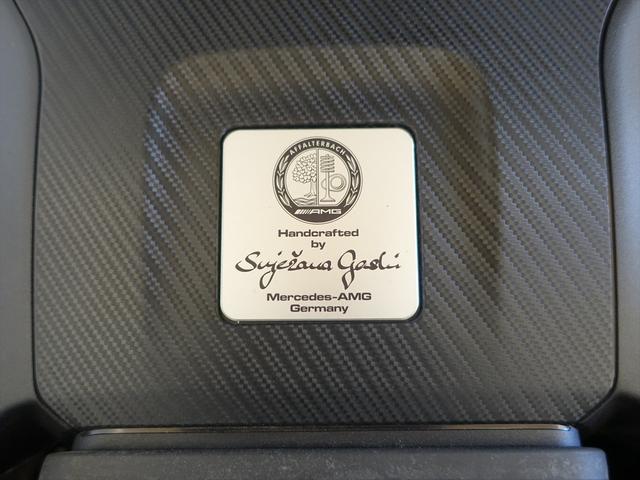 AFFALTERBACH
AMG
Handcrafted
by
Snježana Gashi
Mercedes-AMG
Germany